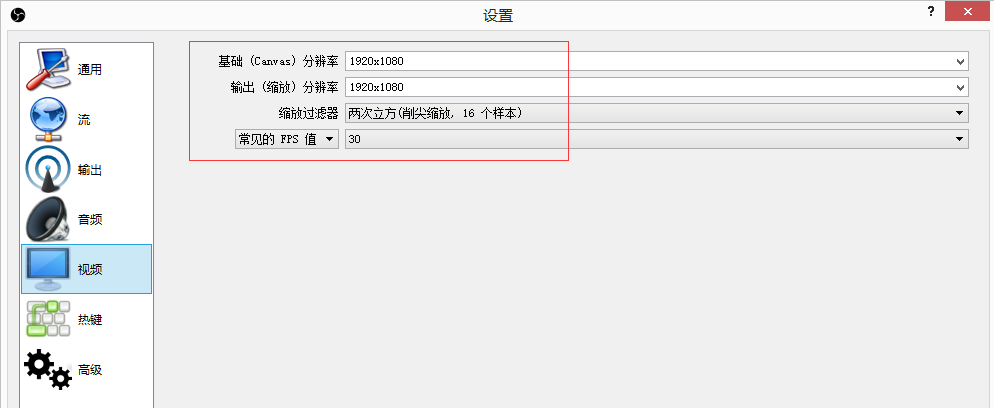 设置
?
通用
流
输出
音频
视频
热键
高级
基础 (Canvas) 分辨率 1920x1080
输出 (缩放) 分辨率 1920x1080
缩放过滤器 两次立方(削尖缩放, 16 个样本)
常见的 FPS 值 30